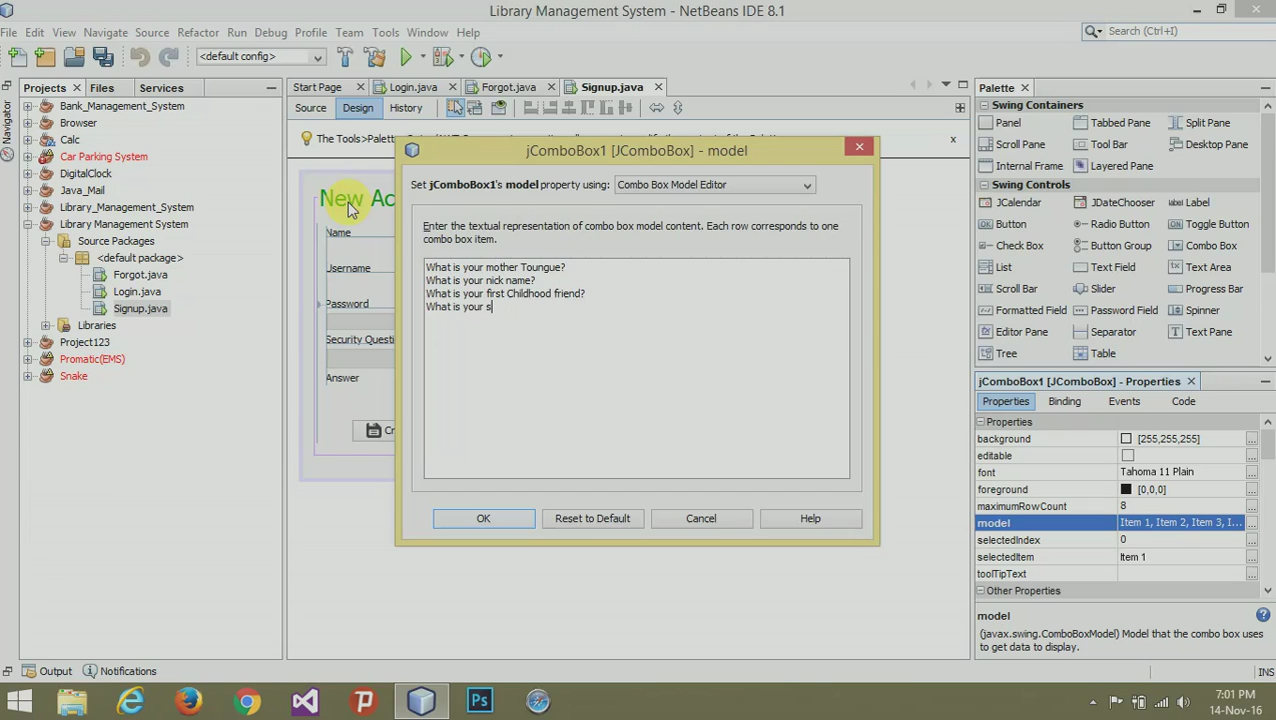 Library Management System - NetBeans IDE 8.1
File Edit View Navigate Source Refactor Run Debug Profile Team Tools Window Help
Search (Ctrl+I)
<default config>
Projects Files Services
Start Page Login.java Forgot.java Signup.java
Palette
Navigator
Bank_Management_System
Browser
Calc
Car Parking System
DigitalClock
Java_Mail
Library_Management_System
Library Management System
Source Packages
<default package>
Forgot.java
Login.java
Signup.java
Libraries
Project123
Promatic(EMS)
Snake
Source Design History
The Tools>Palette
New Ac
Name
Username
Password
Security Questi
Answer
Cr
jComboBox1 [JComboBox] - model
Set jComboBox1's model property using: Combo Box Model Editor
Enter the textual representation of combo box model content. Each row corresponds to one
combo box item.
What is your mother Toungue?
What is your nick name?
What is your first Childhood friend?
What is your s
OK Reset to Default Cancel Help
Swing Containers
Panel Tabbed Pane Split Pane
Scroll Pane Tool Bar Desktop Pane
Internal Frame Layered Pane
Swing Controls
JCalendar JDateChooser Label
Button Radio Button Toggle Button
Check Box Button Group Combo Box
List Text Field Text Area
Scroll Bar Slider Progress Bar
Formatted Field Password Field Spinner
Editor Pane Separator Text Pane
Tree Table
jComboBox1 [JComboBox] - Properties
Properties Binding Events Code
Properties
background [255,255,255]
editable
font Tahoma 11 Plain
foreground [0,0,0]
maximumRowCount 8
model Item 1, Item 2, Item 3, I...
selectedIndex 0
selectedItem Item 1
toolTipText
Other Properties
model
(javax.swing.ComboBoxModel) Model that the combo box uses
to get data to display.
Output Notifications
INS
Ps
7:01 PM
14-Nov-16